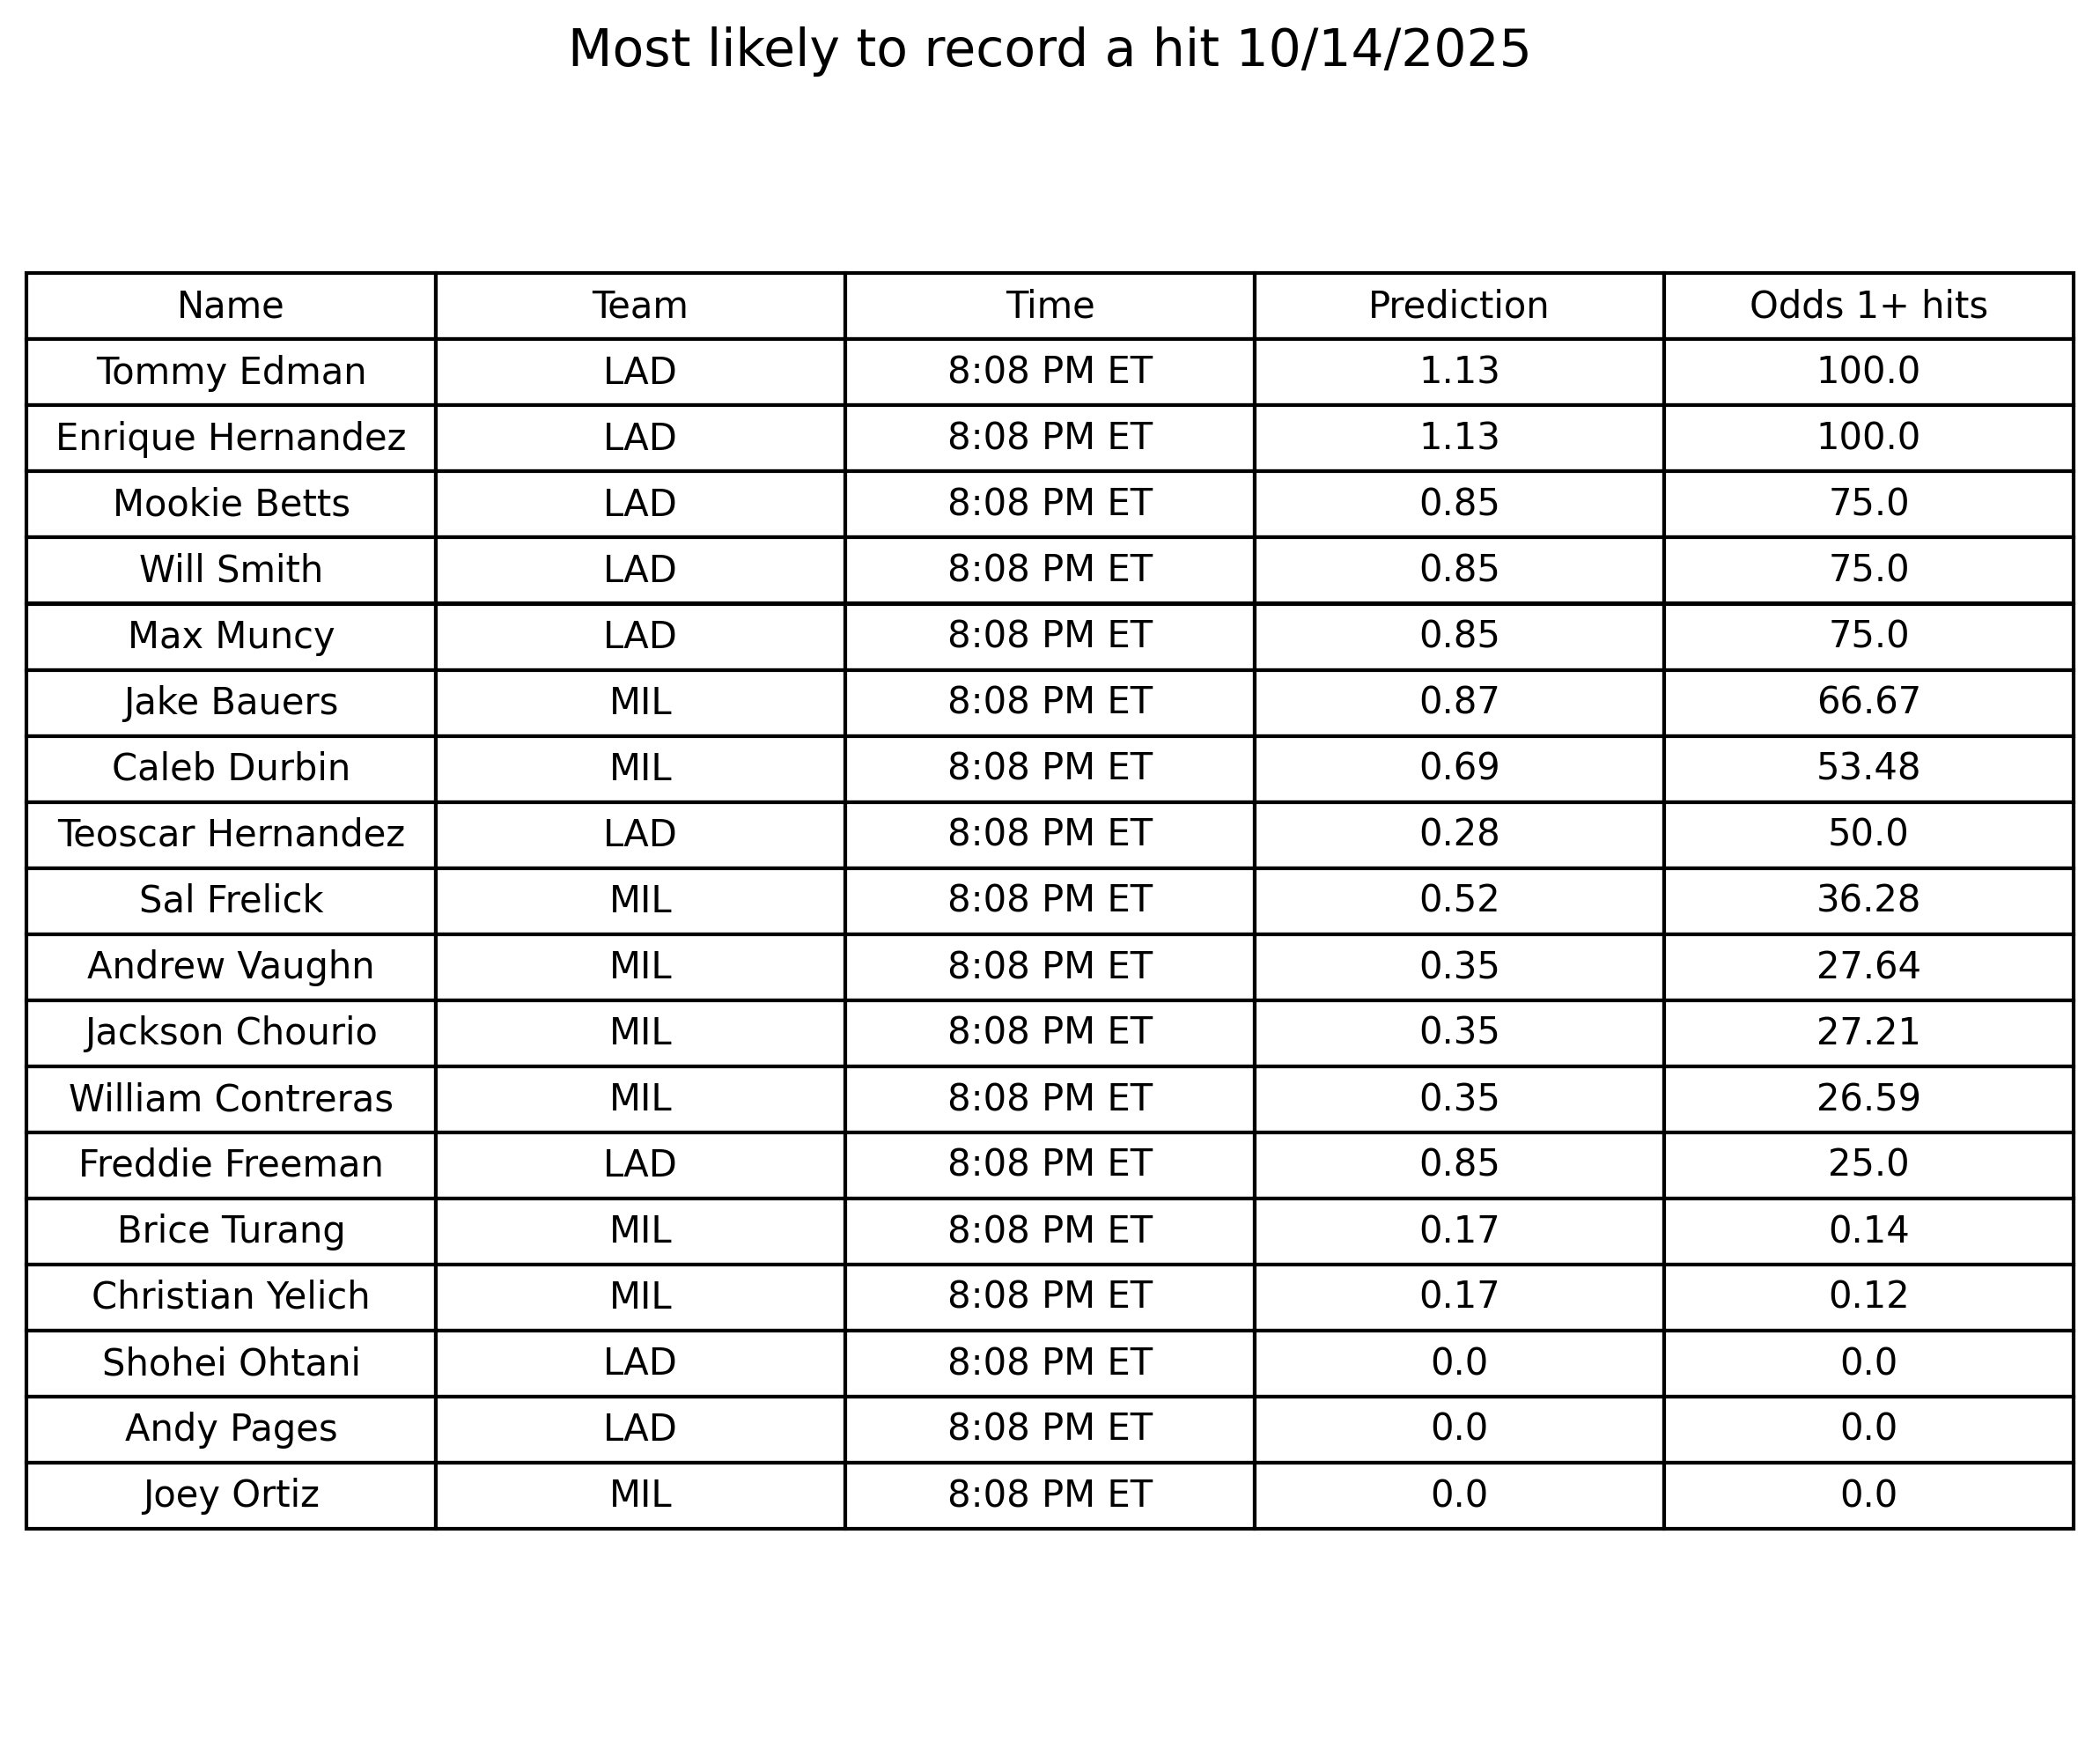 Most likely to record a hit 10/14/2025
Name Team Time Prediction Odds 1+ hits
Tommy Edman LAD 8:08 PM ET 1.13 100.0
Enrique Hernandez LAD 8:08 PM ET 1.13 100.0
Mookie Betts LAD 8:08 PM ET 0.85 75.0
Will Smith LAD 8:08 PM ET 0.85 75.0
Max Muncy LAD 8:08 PM ET 0.85 75.0
Jake Bauers MIL 8:08 PM ET 0.87 66.67
Caleb Durbin MIL 8:08 PM ET 0.69 53.48
Teoscar Hernandez LAD 8:08 PM ET 0.28 50.0
Sal Frelick MIL 8:08 PM ET 0.52 36.28
Andrew Vaughn MIL 8:08 PM ET 0.35 27.64
Jackson Chourio MIL 8:08 PM ET 0.35 27.21
William Contreras MIL 8:08 PM ET 0.35 26.59
Freddie Freeman LAD 8:08 PM ET 0.85 25.0
Brice Turang MIL 8:08 PM ET 0.17 0.14
Christian Yelich MIL 8:08 PM ET 0.17 0.12
Shohei Ohtani LAD 8:08 PM ET 0.0 0.0
Andy Pages LAD 8:08 PM ET 0.0 0.0
Joey Ortiz MIL 8:08 PM ET 0.0 0.0